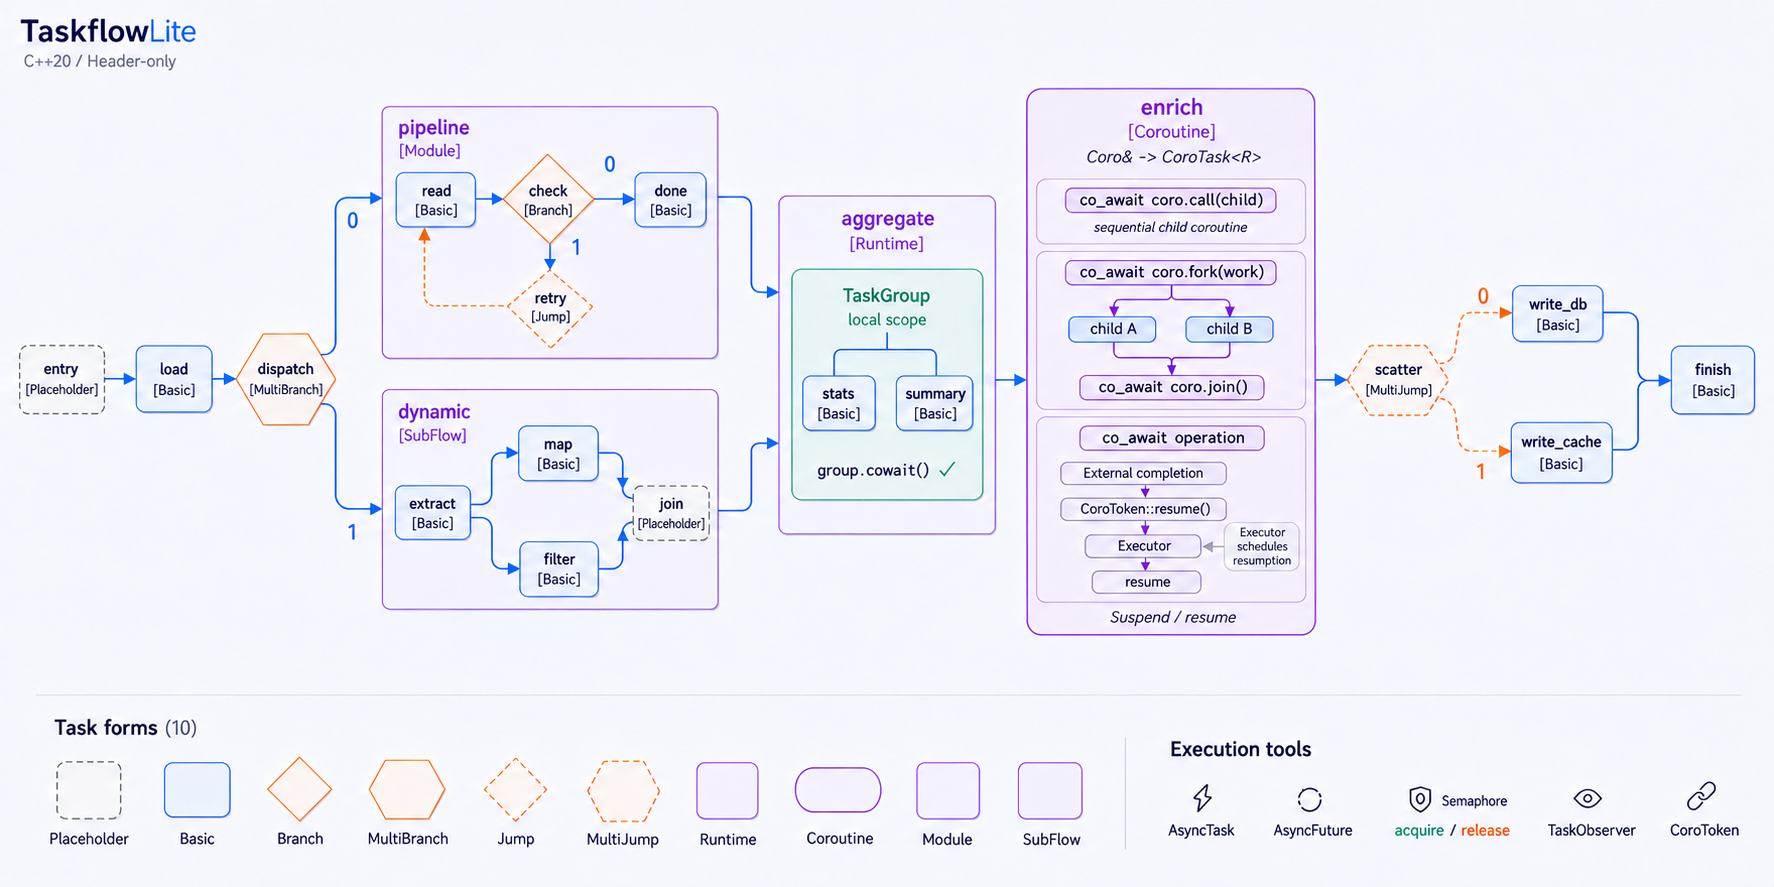 TaskflowLite
C++20 / Header-only
entry
[Placeholder]
load
[Basic]
dispatch
[MultiBranch]
0
1
pipeline
[Module]
read
[Basic]
check
[Branch]
0
done
[Basic]
1
retry
[Jump]
dynamic
[SubFlow]
extract
[Basic]
map
[Basic]
filter
[Basic]
join
[Placeholder]
aggregate
[Runtime]
TaskGroup
local scope
stats
[Basic]
summary
[Basic]
group.cowait()
enrich
[Coroutine]
Coro& -> CoroTask<R>
co_await coro.call(child)
sequential child coroutine
co_await coro.fork(work)
child A
child B
co_await coro.join()
co_await operation
External completion
CoroToken::resume()
Executor
Executor
schedules
resumption
resume
Suspend / resume
scatter
[MultiJump]
0
1
write_db
[Basic]
write_cache
[Basic]
finish
[Basic]
Task forms (10)
Placeholder
Basic
Branch
MultiBranch
Jump
MultiJump
Runtime
Coroutine
Module
SubFlow
Execution tools
AsyncTask
AsyncFuture
Semaphore
acquire / release
TaskObserver
CoroToken